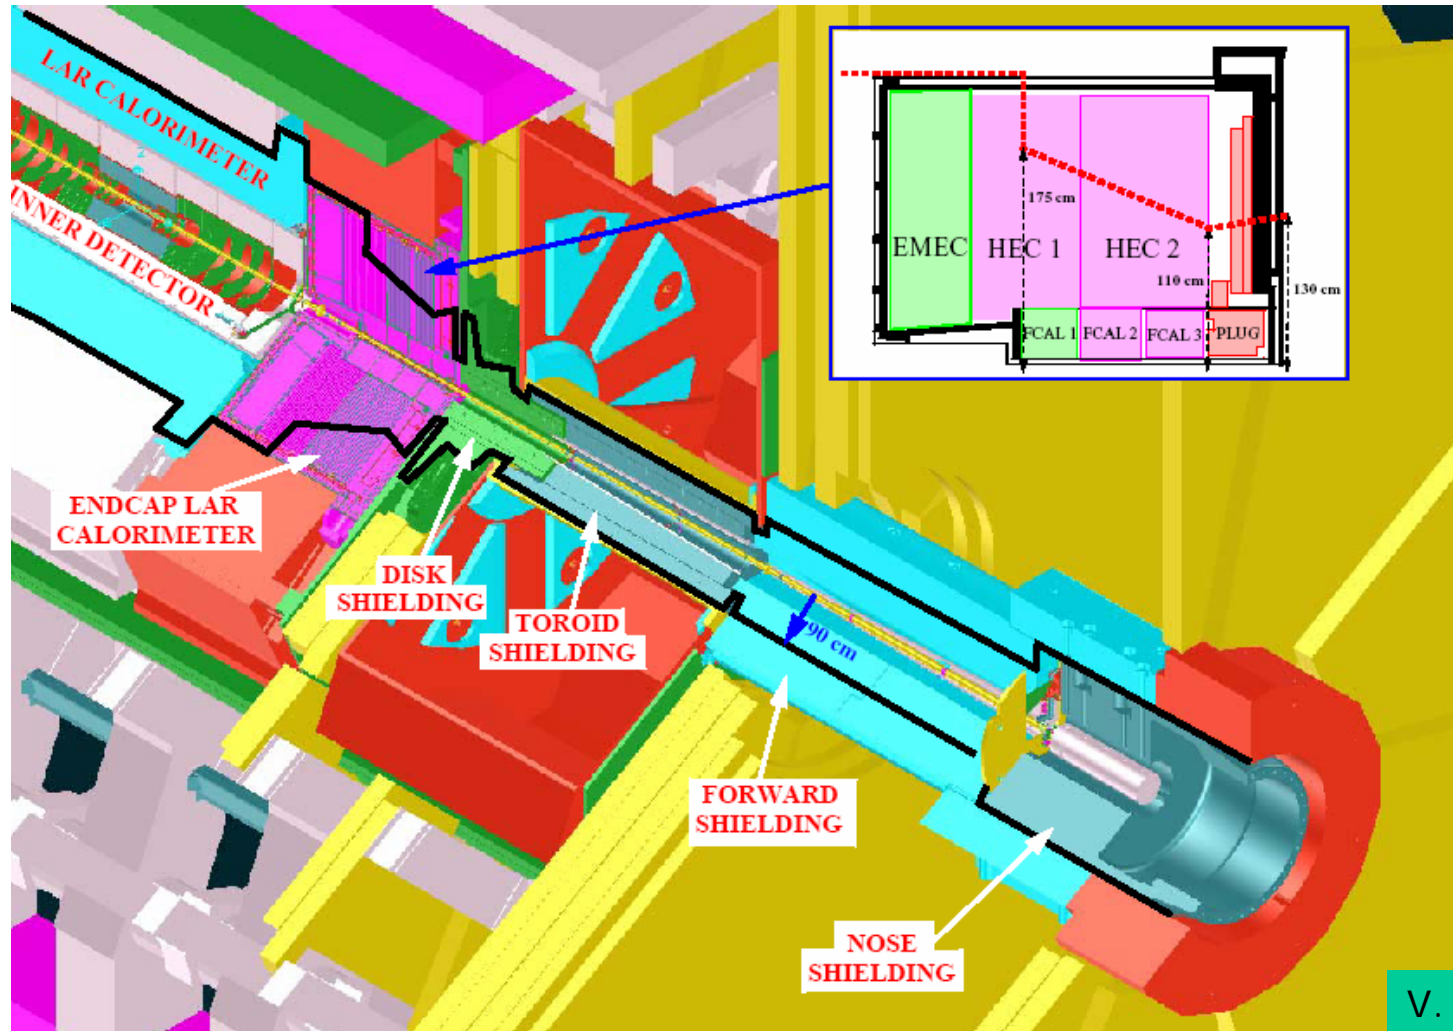 LAR CALORIMETER
INNER DETECTOR
EMEC
HEC 1
HEC 2
175 cm
110 cm
130 cm
FCAL 1
FCAL 2
FCAL 3
PLUG
ENDCAP LAR
CALORIMETER
DISK
SHIELDING
TOROID
SHIELDING
90 cm
FORWARD
SHIELDING
NOSE
SHIELDING
V.